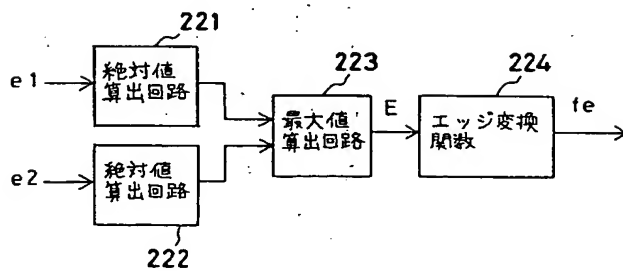 221
e1
絶対値
算出回路
223
224
最大値
算出回路
E
エッジ変換
関数
fe
e2
絶対値
算出回路
222